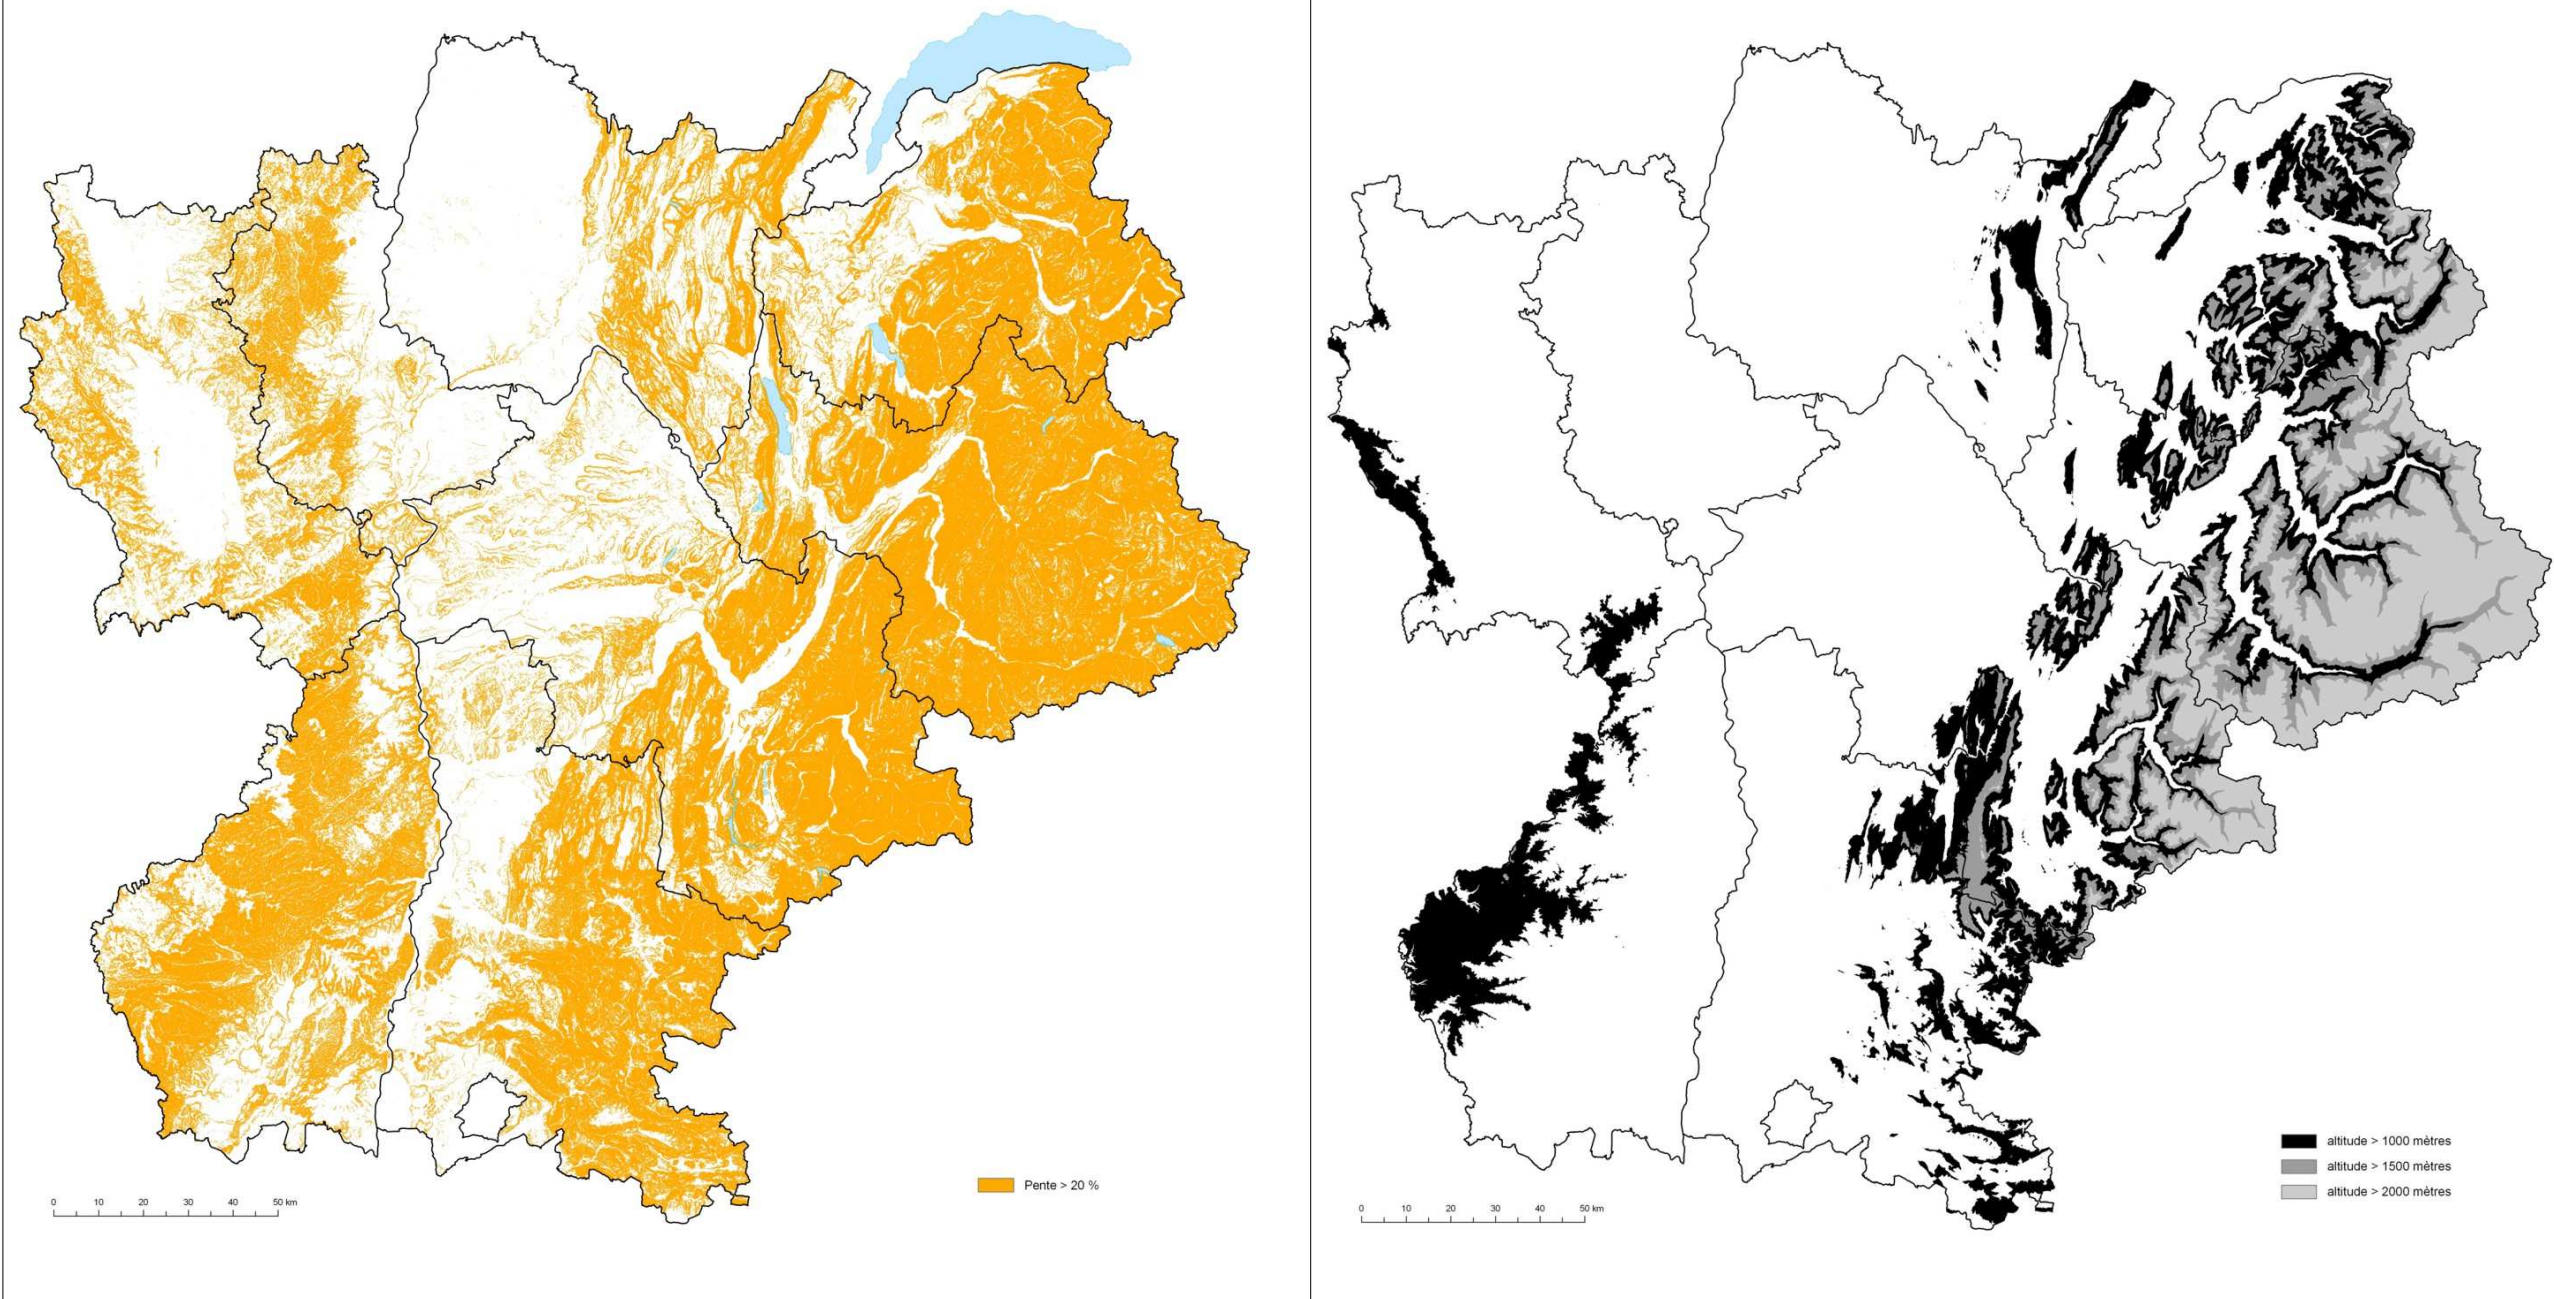 Pente > 20 %
0 10 20 30 40 50 km
altitude > 1000 mètres
altitude > 1500 mètres
altitude > 2000 mètres
0 10 20 30 40 50 km